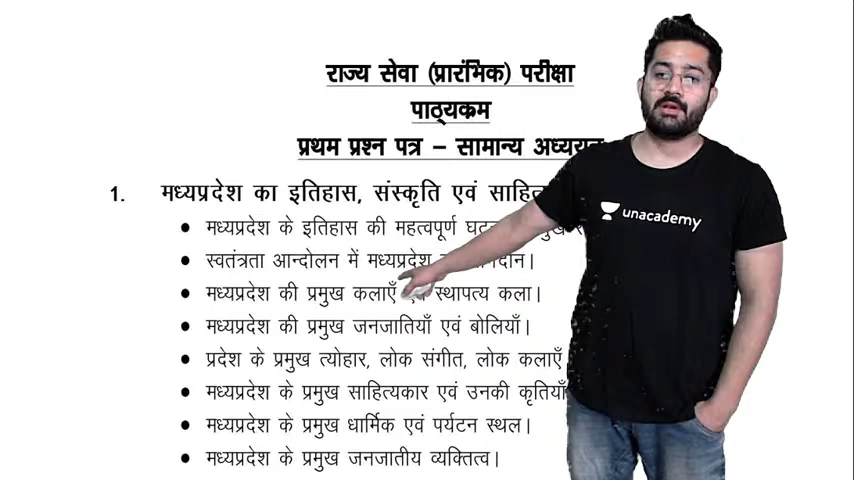 राज्य सेवा (प्रारंभिक) परीक्षा
पाठ्यक्रम
प्रथम प्रश्न पत्र – सामान्य अध्ययन
1. मध्यप्रदेश का इतिहास, संस्कृति एवं
मध्यप्रदेश के इतिहास की महत्वपूर्ण
स्वतंत्रता आन्दोलन में मध्यप्रदेश
मध्यप्रदेश की प्रमुख कलाएँ एवं स्थापत्य कला।
मध्यप्रदेश की प्रमुख जनजातियाँ एवं बोलियाँ।
प्रदेश के प्रमुख त्योहार, लोक संगीत, लोक कलाएँ
मध्यप्रदेश के प्रमुख साहित्यकार एवं उनकी कृतियाँ
मध्यप्रदेश के प्रमुख धार्मिक एवं पर्यटन स्थल।
मध्यप्रदेश के प्रमुख जनजातीय व्यक्तित्व।
unacademy